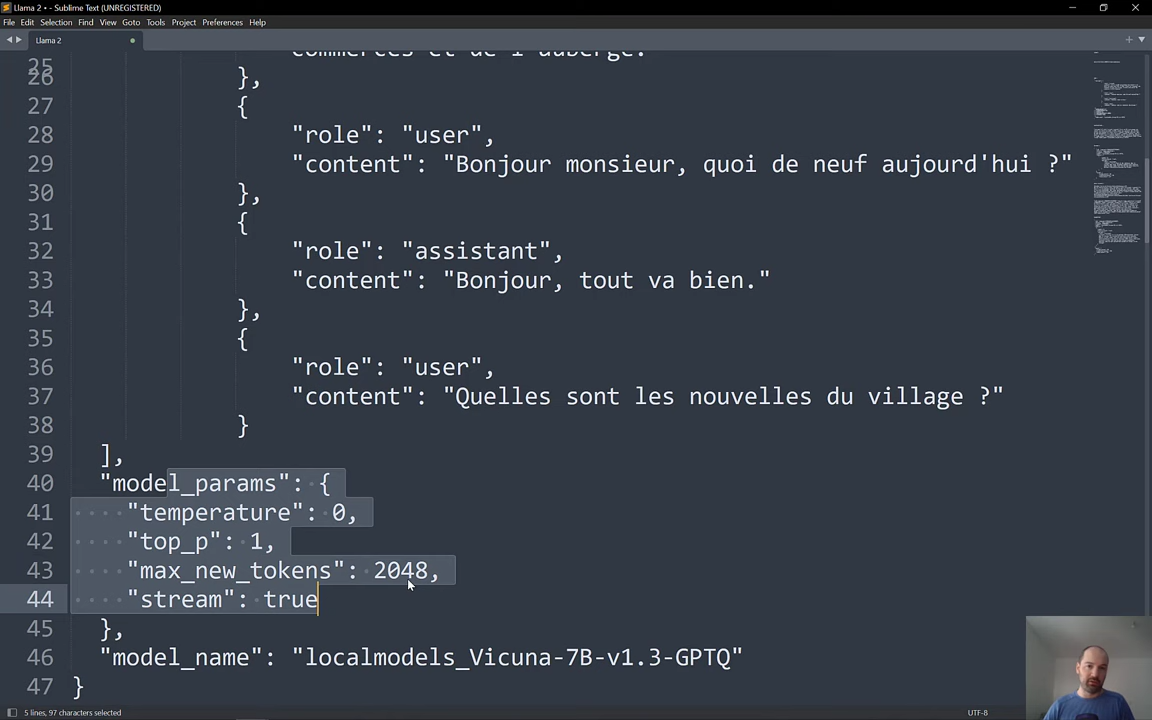 Llama 2 • - Sublime Text (UNREGISTERED)
File Edit Selection Find View Goto Tools Project Preferences Help
Llama 2
25 commerces et de l'auberge.
26 },
27 {
28 "role": "user",
29 "content": "Bonjour monsieur, quoi de neuf aujourd'hui ?"
30 },
31 {
32 "role": "assistant",
33 "content": "Bonjour, tout va bien."
34 },
35 {
36 "role": "user",
37 "content": "Quelles sont les nouvelles du village ?"
38 }
39 ],
40 "model_params": {
41 "temperature": 0,
42 "top_p": 1,
43 "max_new_tokens": 2048,
44 "stream": true
45 },
46 "model_name": "localmodels_Vicuna-7B-v1.3-GPTQ"
47 }
5 lines, 97 characters selected
UTF-8